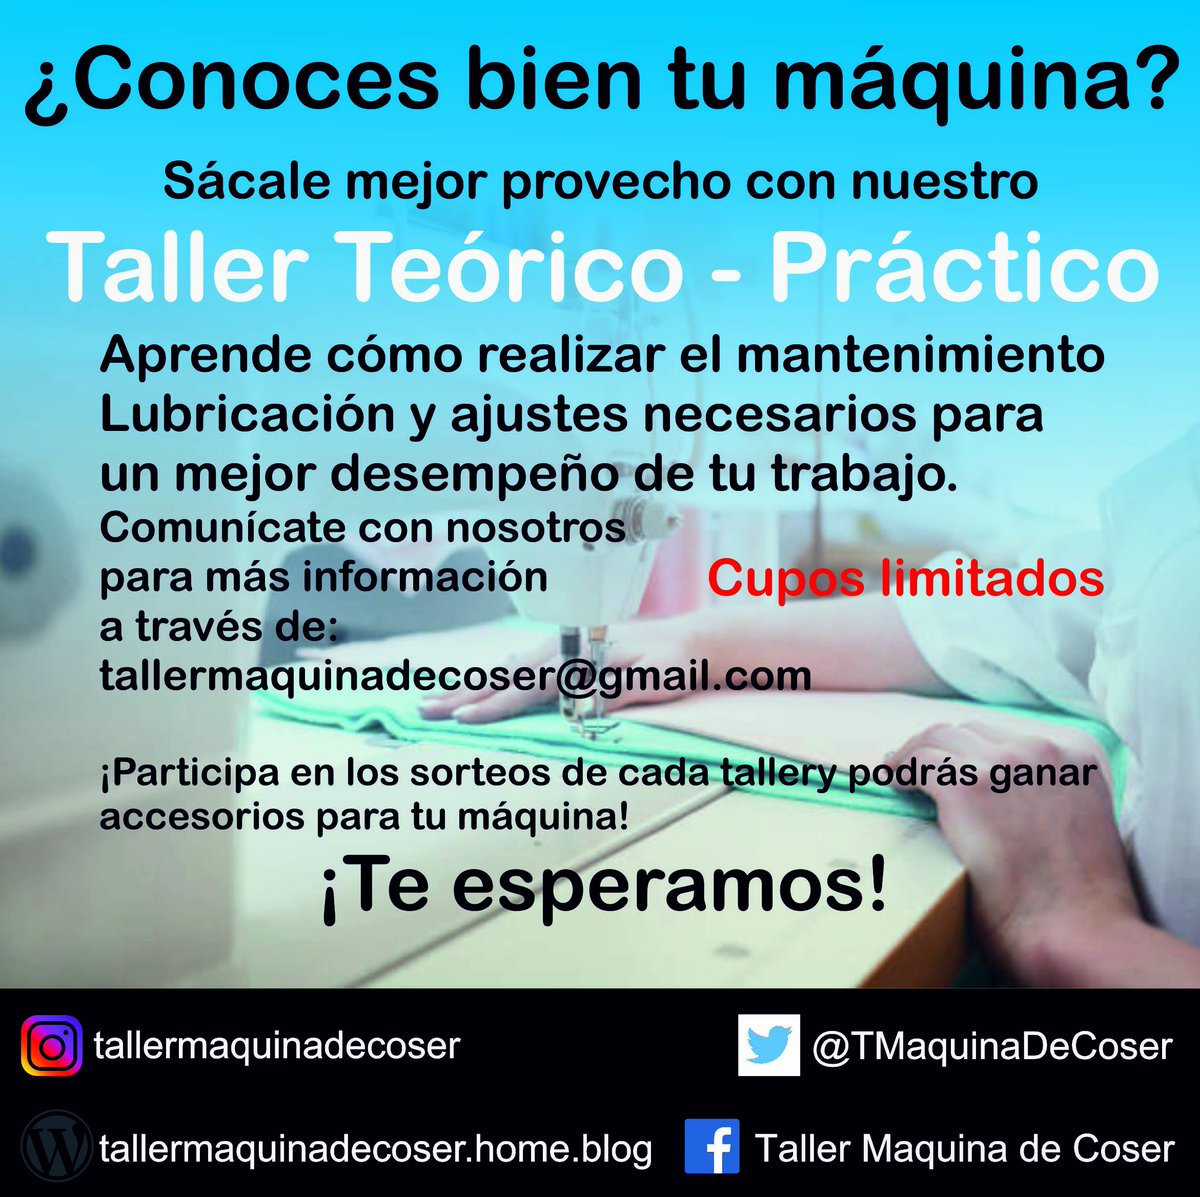 ¿Conoces bien tu máquina?
Sácale mejor provecho con nuestro
Taller Teórico - Práctico
Aprende cómo realizar el mantenimiento
Lubricación y ajustes necesarios para
un mejor desempeño de tu trabajo.
Comunícate con nosotros
para más información
Cupos limitados
a través de:
tallermaquinadecoser@gmail.com
¡Participa en los sorteos de cada tallery podrás ganar
accesorios para tu máquina!
¡Te esperamos!
tallermaquinadecoser
@TMaquinaDeCoser
tallermaquinadecoser.home.blog
Taller Maquina de Coser